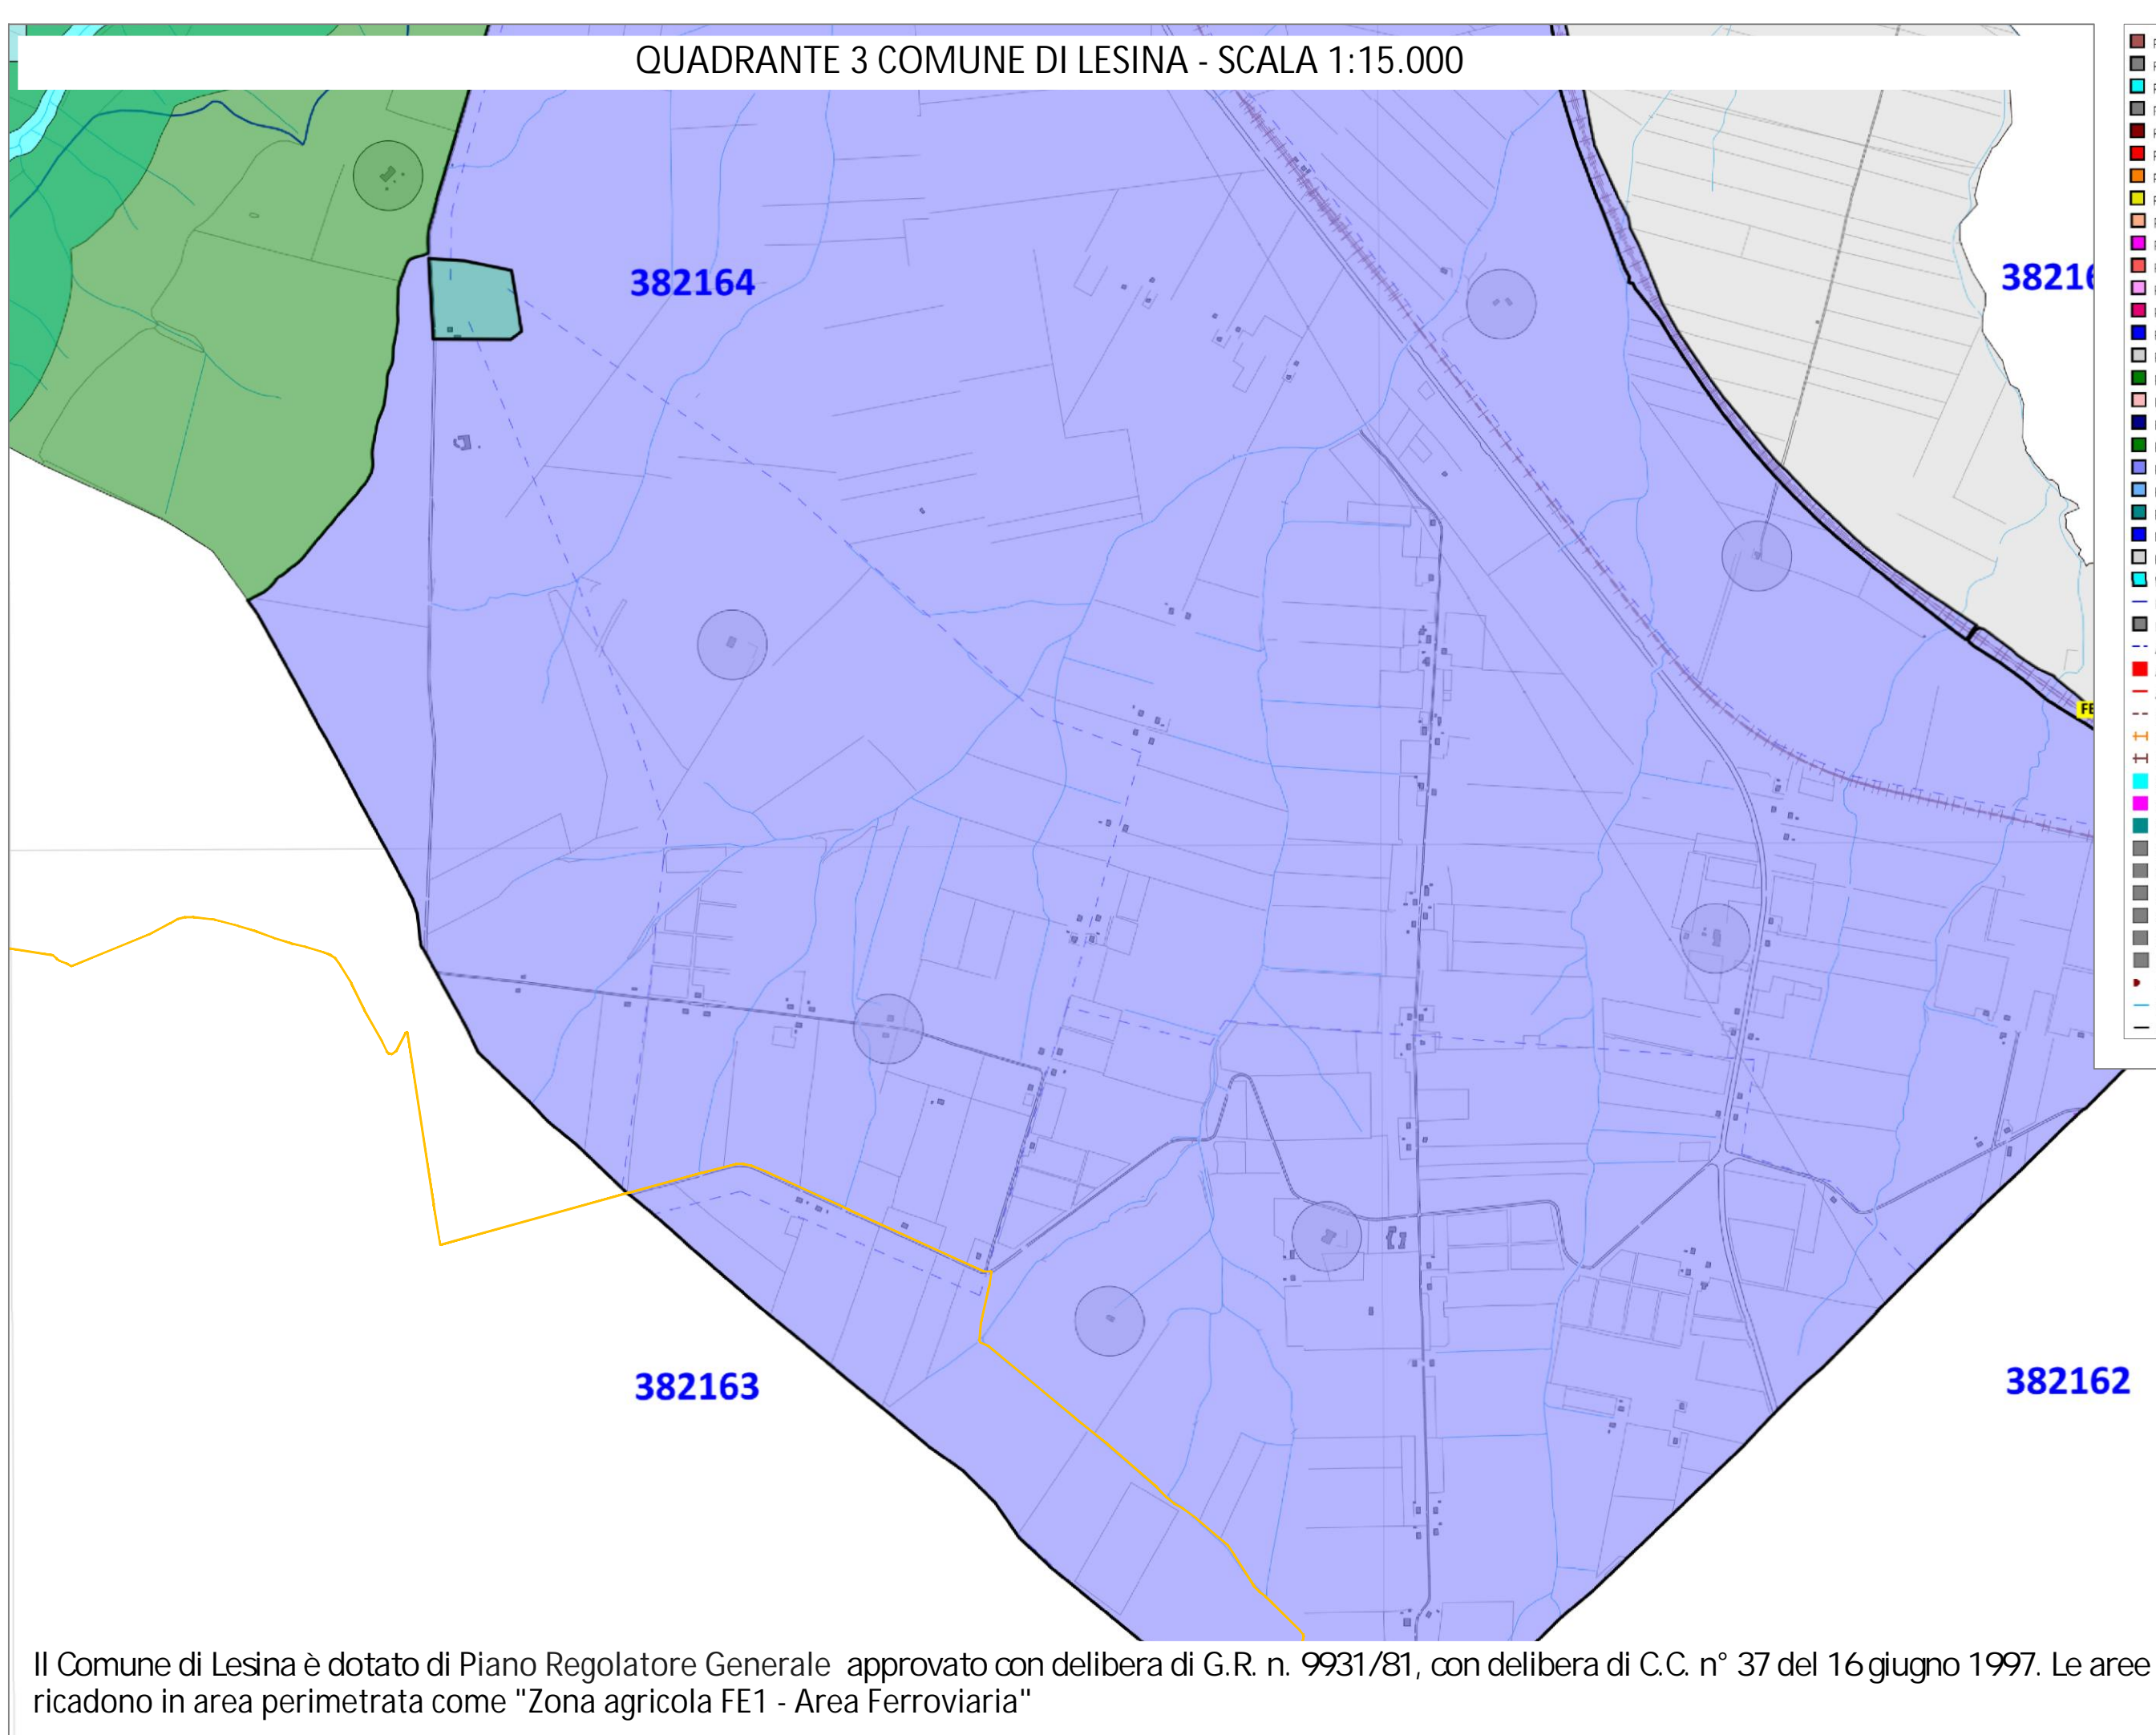 QUADRANTE 3 COMUNE DI LESINA - SCALA 1:15.000
382164
38216
FE
382163
382162
Il Comune di Lesina è dotato di Piano Regolatore Generale approvato con delibera di G.R. n. 9931/81, con delibera di C.C. n° 37 del 16 giugno 1997. Le aree
ricadono in area perimetrata come "Zona agricola FE1 - Area Ferroviaria"